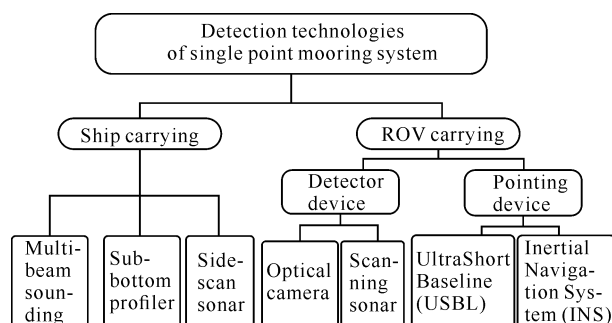 Detection technologies
of single point mooring system
Ship carrying
ROV carrying
Detector
device
Pointing
device
Multi-
beam
soun-
ding
Sub-
bottom
profiler
Side-
scan
sonar
Optical
camera
Scan-
ning
sonar
UltraShort
Baseline
(USBL)
Inertial
Naviga-
tion Sys-
tem (INS)